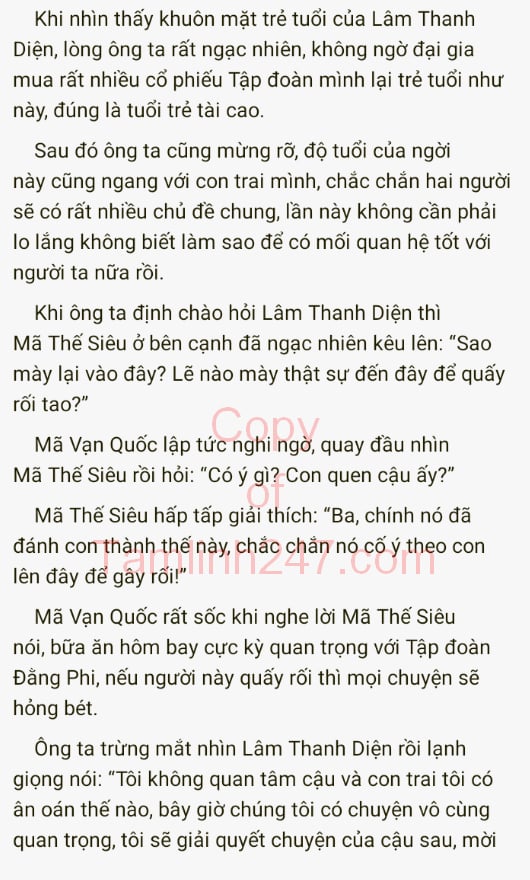 Khi nhìn thấy khuôn mặt trẻ tuổi của Lâm Thanh
Diện, lòng ông ta rất ngạc nhiên, không ngờ đại gia
mua rất nhiều cổ phiếu Tập đoàn mình lại trẻ tuổi như
này, đúng là tuổi trẻ tài cao.
Sau đó ông ta cũng mừng rỡ, độ tuổi của ngời
này cũng ngang với con trai mình, chắc chắn hai người
sẽ có rất nhiều chủ đề chung, lần này không cần phải
lo lắng không biết làm sao để có mối quan hệ tốt với
người ta nữa rồi.
Khi ông ta định chào hỏi Lâm Thanh Diện thì
Mã Thế Siêu ở bên cạnh đã ngạc nhiên kêu lên: “Sao
mày lại vào đây? Lẽ nào mày thật sự đến đây để quấy
rối tao?”
Mã Vạn Quốc lập tức nghi ngờ, quay đầu nhìn
Mã Thế Siêu rồi hỏi: “Có ý gì? Con quen cậu ấy?”
Mã Thế Siêu hấp tấp giải thích: “Ba, chính nó đã
đánh con thành thế này, chắc chắn nó cố ý theo con
lên đây để gây rối!”
Mã Vạn Quốc rất sốc khi nghe lời Mã Thế Siêu
nói, bữa ăn hôm bay cực kỳ quan trọng với Tập đoàn
Đằng Phi, nếu người này quấy rối thì mọi chuyện sẽ
hỏng bét.
Ông ta trừng mắt nhìn Lâm Thanh Diện rồi lạnh
giọng nói: “Tôi không quan tâm cậu và con trai tôi có
ân oán thế nào, bây giờ chúng tôi có chuyện vô cùng
quan trọng, tôi sẽ giải quyết chuyện của cậu sau, mời
Copy
of
Tamlinh247.com